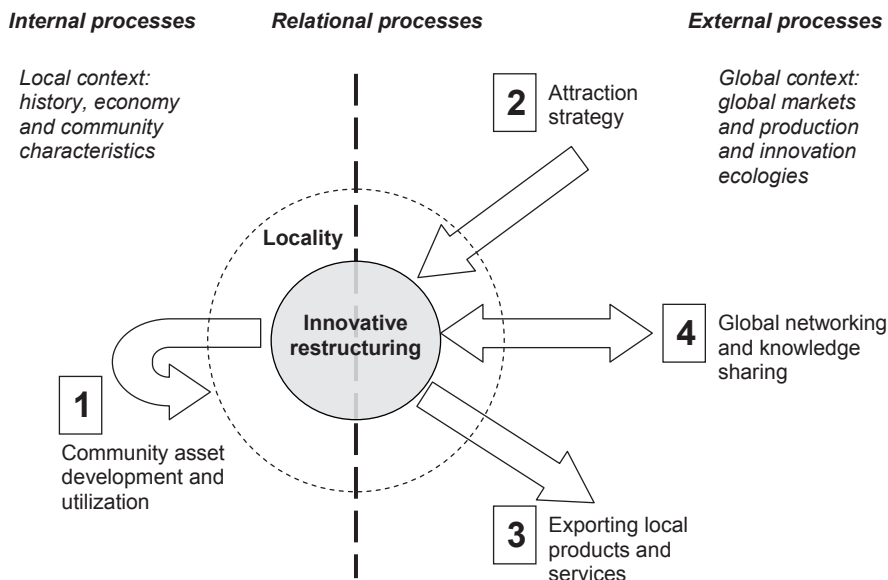 Internal processes
Relational processes
External processes
Local context:
history, economy
and community
characteristics
Global context:
global markets
and production
and innovation
ecologies
2
Attraction
strategy
Locality
Innovative
restructuring
4
Global networking
and knowledge
sharing
1
Community asset
development and
utilization
3
Exporting local
products and
services